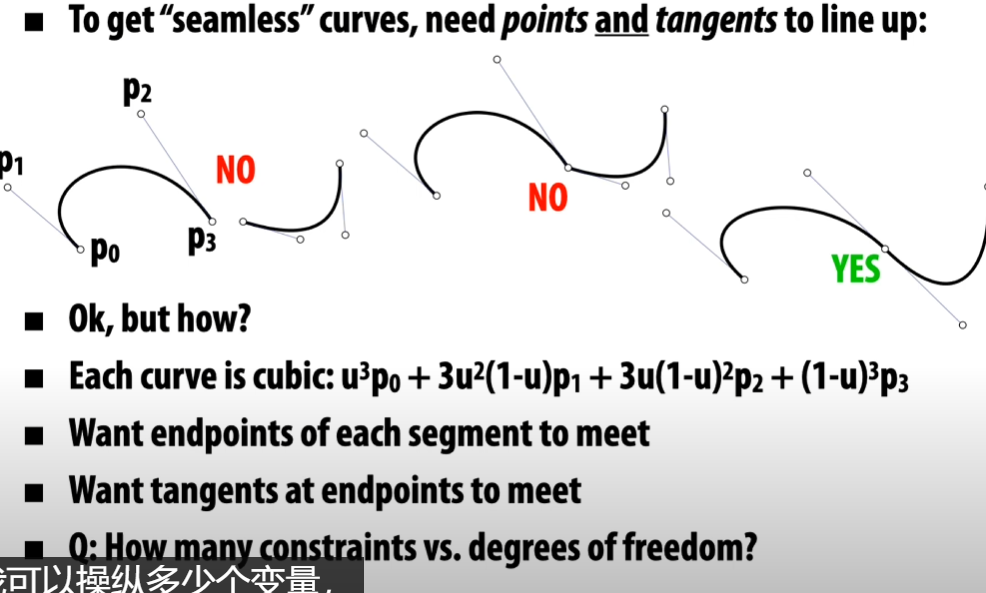 ■ To get “seamless” curves, need points and tangents to line up:
p2
p1
NO
NO
p0
p3
YES
■ Ok, but how?
■ Each curve is cubic: u³p₀ + 3u²(1-u)p₁ + 3u(1-u)²p₂ + (1-u)³p₃
■ Want endpoints of each segment to meet
■ Want tangents at endpoints to meet
■ Q: How many constraints vs. degrees of freedom?
可以操纵多少个变量，